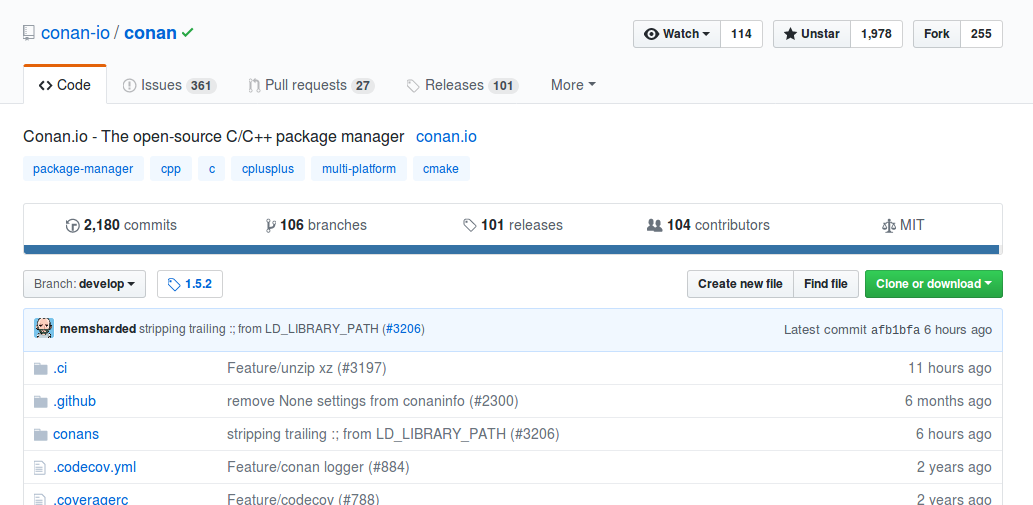 conan-io / conan
Watch 114 Unstar 1,978 Fork 255
Code Issues 361 Pull requests 27 Releases 101 More
Conan.io - The open-source C/C++ package manager conan.io
package-manager cpp c cplusplus multi-platform cmake
2,180 commits 106 branches 101 releases 104 contributors MIT
Branch: develop 1.5.2 Create new file Find file Clone or download
memsharded stripping trailing :; from LD_LIBRARY_PATH (#3206) Latest commit afb1bfa 6 hours ago
.ci Feature/unzip xz (#3197) 11 hours ago
.github remove None settings from conaninfo (#2300) 6 months ago
conans stripping trailing :; from LD_LIBRARY_PATH (#3206) 6 hours ago
.codecov.yml Feature/conan logger (#884) 2 years ago
.coveragerc Feature/codecov (#788) 2 years ago